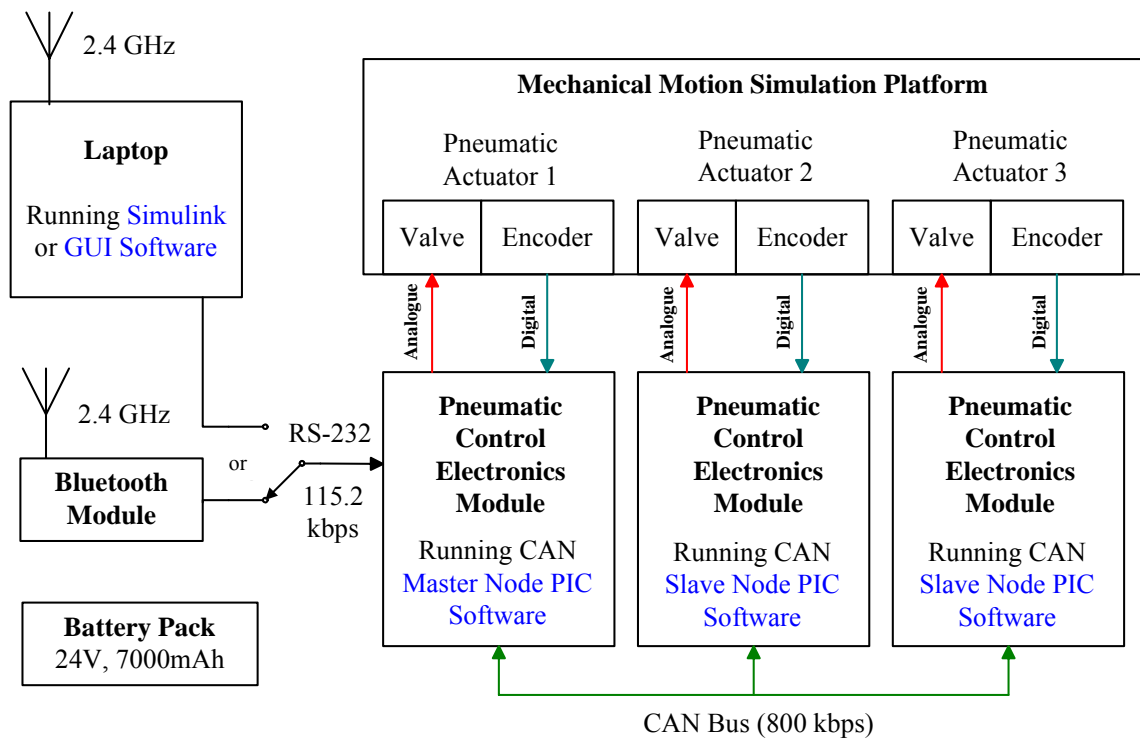 2.4 GHz
Laptop
Running Simulink
or GUI Software
2.4 GHz
Bluetooth
Module
or
RS-232
115.2
kbps
Battery Pack
24V, 7000mAh
Mechanical Motion Simulation Platform
Pneumatic
Actuator 1
Valve
Encoder
Pneumatic
Actuator 2
Valve
Encoder
Pneumatic
Actuator 3
Valve
Encoder
Analogue
Digital
Analogue
Digital
Analogue
Digital
Pneumatic
Control
Electronics
Module
Running CAN
Master Node PIC
Software
Pneumatic
Control
Electronics
Module
Running CAN
Slave Node PIC
Software
Pneumatic
Control
Electronics
Module
Running CAN
Slave Node PIC
Software
CAN Bus (800 kbps)